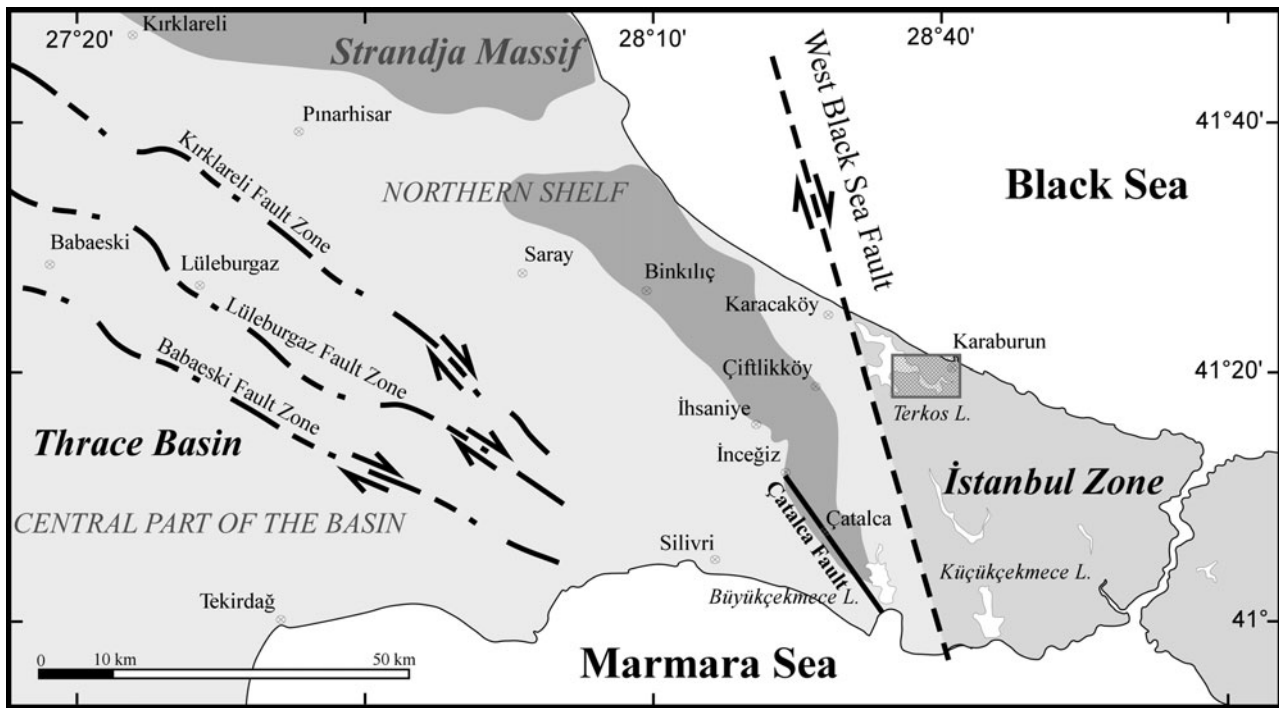 27°20'
28°10'
28°40'
Kırklareli
Strandja Massif
West Black Sea Fault
Pınarhisar
41°40'
Kırklareli Fault Zone
NORTHERN SHELF
Black Sea
Babaeski
Lüleburgaz
Saray
Binkılıç
Karacaköy
Lüleburgaz Fault Zone
Karaburun
Babaeski Fault Zone
Çiftlikköy
41°20'
İhsaniye
Terkos L.
Thrace Basin
İnceğiz
İstanbul Zone
CENTRAL PART OF THE BASIN
Çatalca Fault
Çatalca
Silivri
Küçükçekmece L.
Büyükçekmece L.
Tekirdağ
41°
0 10 km 50 km
Marmara Sea